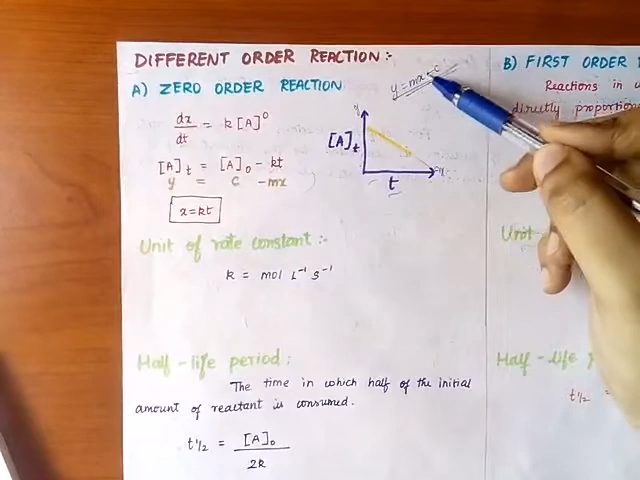 DIFFERENT ORDER REACTION :-
A) ZERO ORDER REACTION
dx/dt = k[A]⁰
[A]t = [A]₀ - kt
y = c - mx
x = kt
y = mx + c
y
[A]t
x
t
Unit of rate constant :-
k = mol L⁻¹ s⁻¹
Half-life period :
The time in which half of the initial
amount of reactant is consumed.
t½ = [A]₀ / 2k
B) FIRST ORDER
Reactions in
directly proportion
Unit
Half-life
t½ =